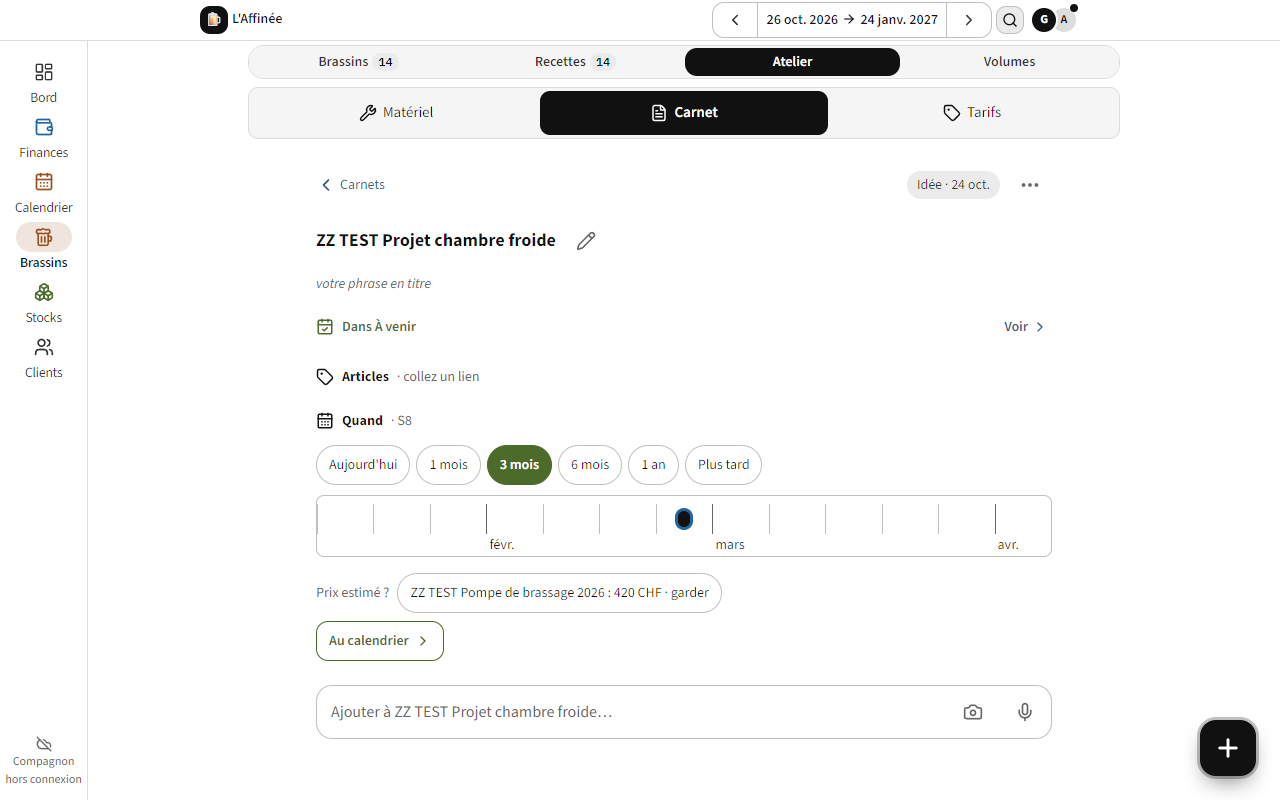 L'Affinée
26 oct. 2026 → 24 janv. 2027
G
A
Brassins 14
Recettes 14
Atelier
Volumes
Matériel
Carnet
Tarifs
Bord
Finances
Calendrier
Brassins
Stocks
Clients
Carnets
Idée · 24 oct.
ZZ TEST Projet chambre froide
votre phrase en titre
Dans À venir
Voir
Articles · collez un lien
Quand · S8
Aujourd'hui
1 mois
3 mois
6 mois
1 an
Plus tard
févr.
mars
avr.
Prix estimé ?
ZZ TEST Pompe de brassage 2026 : 420 CHF · garder
Au calendrier
Ajouter à ZZ TEST Projet chambre froide…
Compagnon
hors connexion